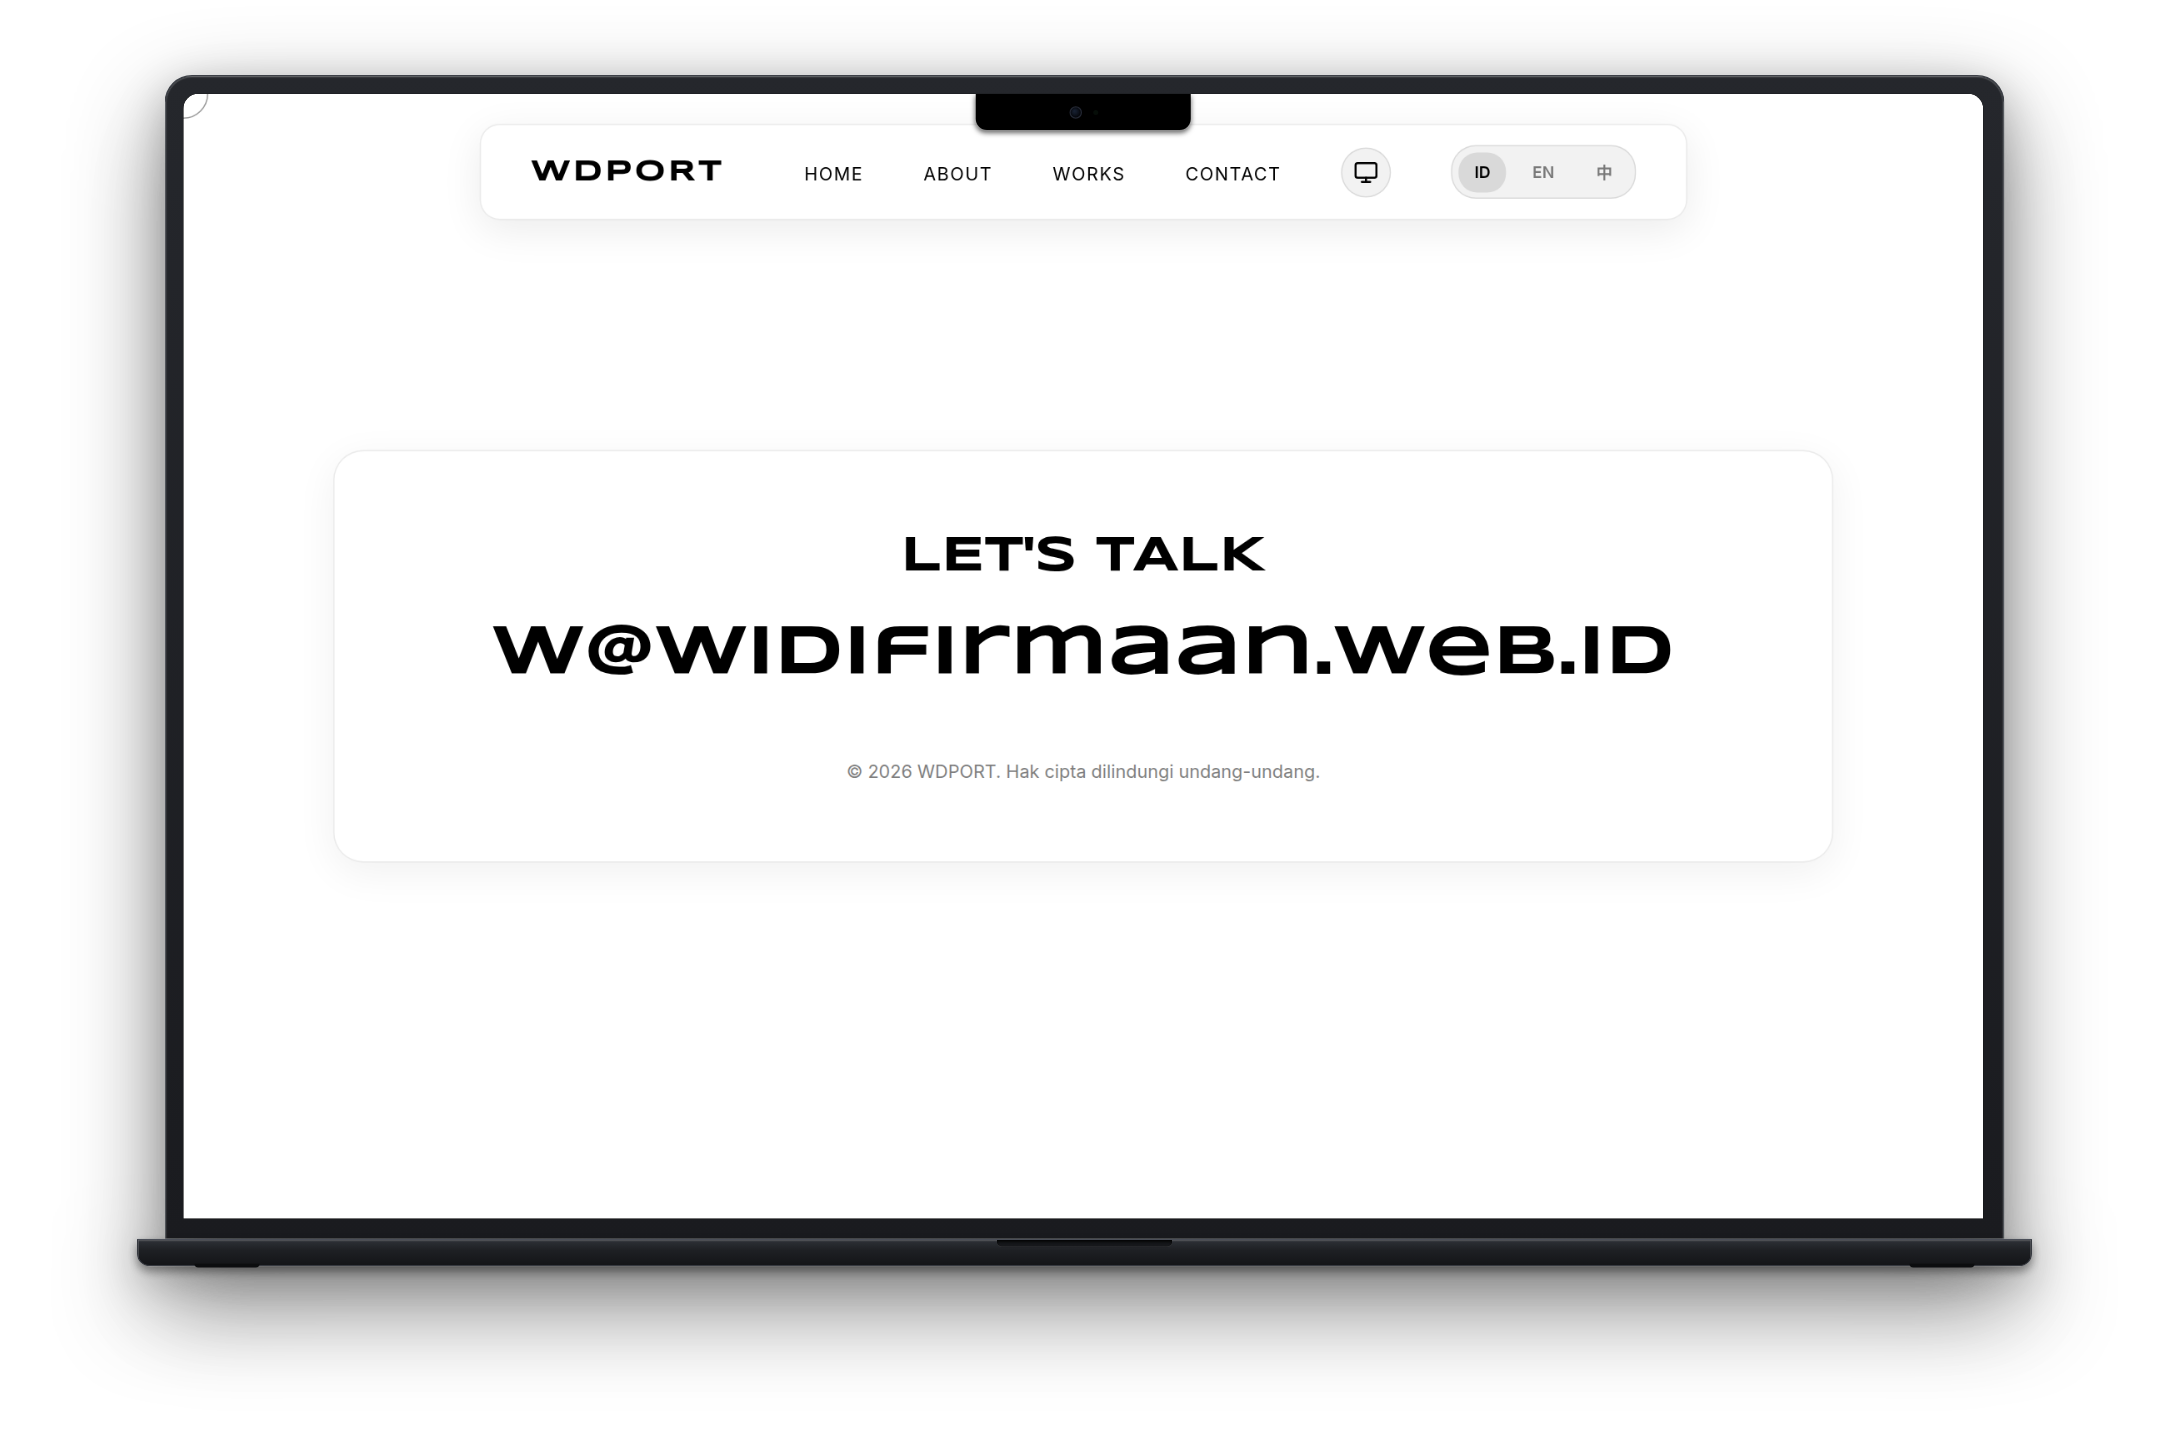 WDPORT HOME ABOUT WORKS CONTACT ID EN 中
LET'S TALK
w@widifirmaan.web.id
© 2026 WDPORT. Hak cipta dilindungi undang-undang.